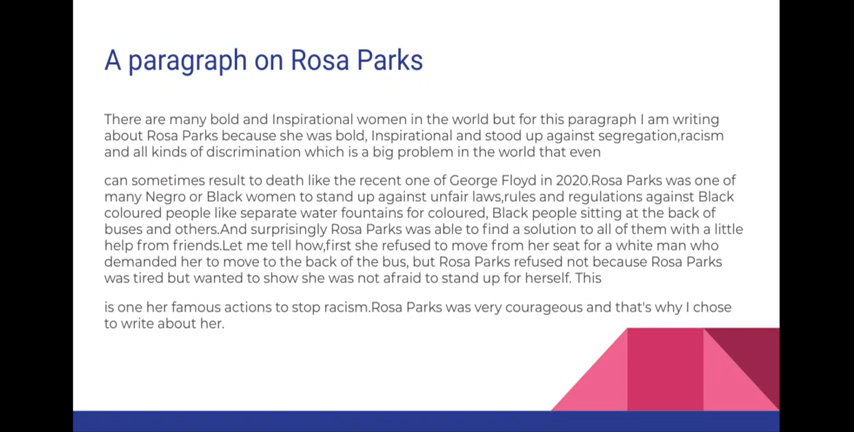 A paragraph on Rosa Parks
There are many bold and Inspirational women in the world but for this paragraph I am writing
about Rosa Parks because she was bold, Inspirational and stood up against segregation,racism
and all kinds of discrimination which is a big problem in the world that even
can sometimes result to death like the recent one of George Floyd in 2020.Rosa Parks was one of
many Negro or Black women to stand up against unfair laws,rules and regulations against Black
coloured people like separate water fountains for coloured, Black people sitting at the back of
buses and others.And surprisingly Rosa Parks was able to find a solution to all of them with a little
help from friends.Let me tell how,first she refused to move from her seat for a white man who
demanded her to move to the back of the bus, but Rosa Parks refused not because Rosa Parks
was tired but wanted to show she was not afraid to stand up for herself. This
is one her famous actions to stop racism.Rosa Parks was very courageous and that's why I chose
to write about her.